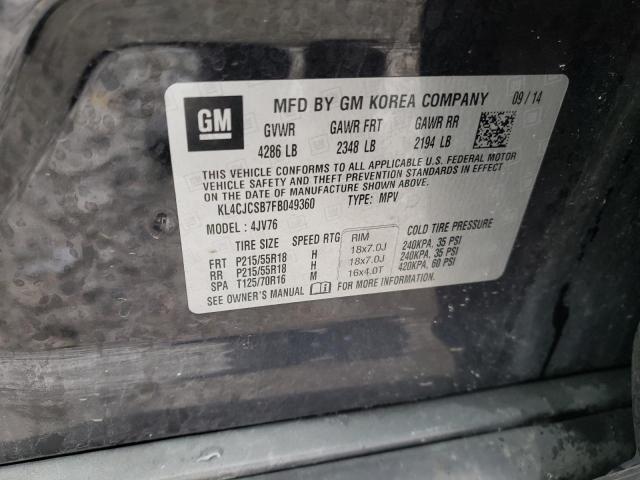 GM MFD BY GM KOREA COMPANY 09/14
GVWR GAWR FRT GAWR RR
4286 LB 2348 LB 2194 LB
THIS VEHICLE CONFORMS TO ALL APPLICABLE U.S. FEDERAL MOTOR
VEHICLE SAFETY AND THEFT PREVENTION STANDARDS IN EFFECT
ON THE DATE OF MANUFACTURE SHOWN ABOVE.
KL4CJCSB7FB049360 TYPE: MPV
MODEL: 4JV76
TIRE SIZE SPEED RTG RIM COLD TIRE PRESSURE
FRT P215/55R18 H 18x7.0J 240KPA, 35 PSI
RR P215/55R18 H 18x7.0J 240KPA, 35 PSI
SPA T125/70R16 M 16x4.0T 420KPA, 60 PSI
SEE OWNER'S MANUAL FOR MORE INFORMATION.